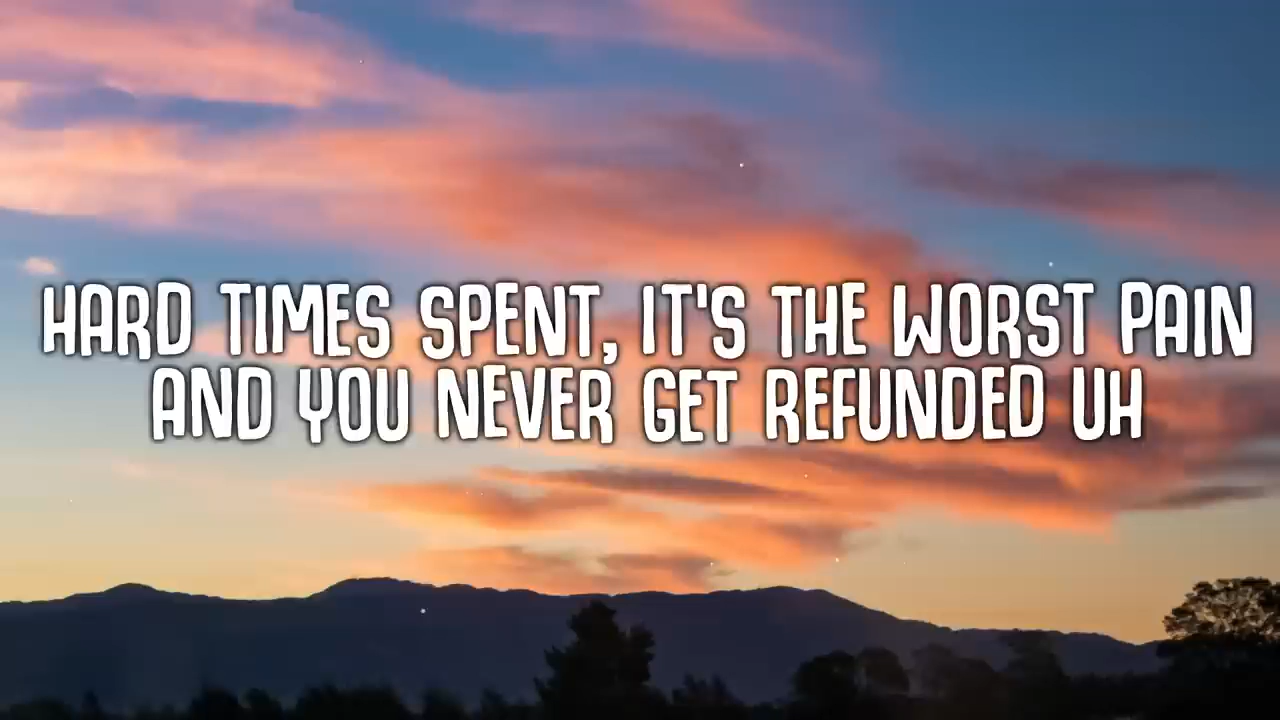 HARD TIMES SPENT, IT'S THE WORST PAIN
AND YOU NEVER GET REFUNDED UH